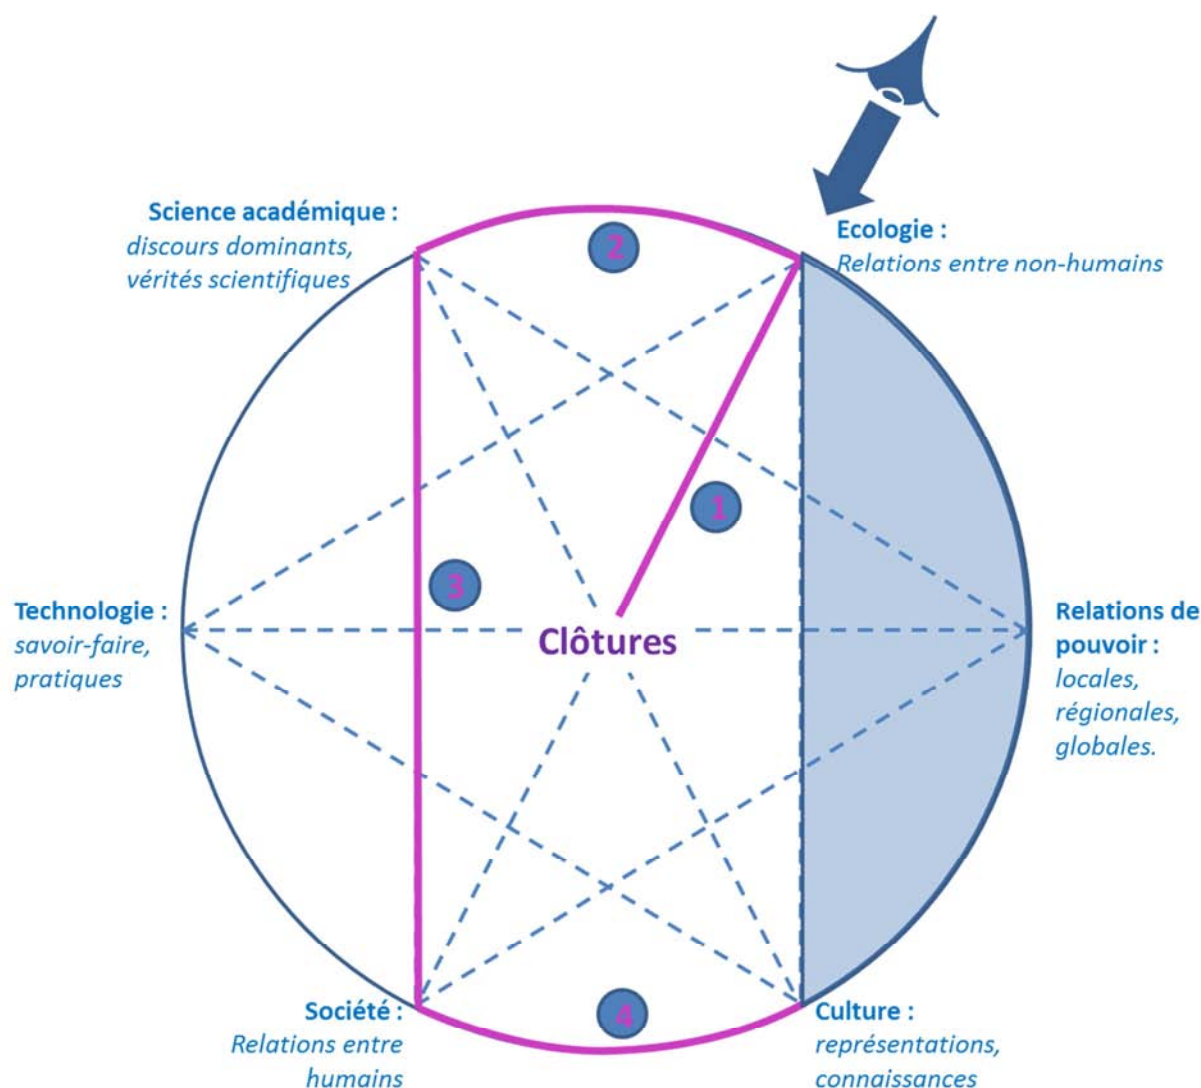 Science académique :
discours dominants,
vérités scientifiques
2
Ecologie :
Relations entre non-humains
1
3
Technologie :
savoir-faire,
pratiques
Clôtures
Relations de
pouvoir :
locales,
régionales,
globales.
Société :
Relations entre
humains
4
Culture :
représentations,
connaissances